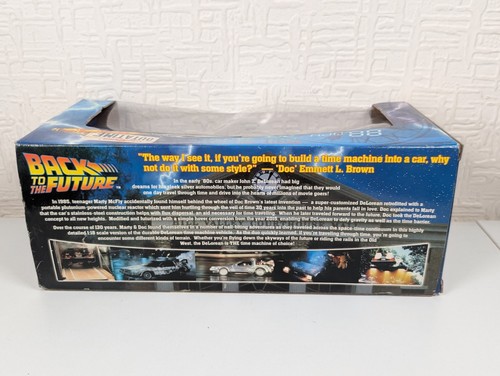 BACK
TO THE
FUTURE™
"The way I see it, if you're going to build a time machine into a car, why
not do it with some style?" — 'Doc' Emmett L. Brown
In the early '80s, car maker John Z. DeLorean had big
dreams for his sleek silver automobiles, but he probably never imagined that they would
one day travel through time and drive into the hearts of millions of movie goers!
In 1985, teenager Marty McFly accidentally found himself behind the wheel of Doc Brown's latest invention — a super-customized DeLorean retrofitted with a
portable plutonium-powered nuclear reactor which sent him hurtling through the veil of time 30 years into the past to help his parents fall in love. Doc explained to Marty
that the car's stainless-steel construction helps with flux dispersal, an aid necessary for time traveling. When he later traveled forward to the future, Doc took the DeLorean
concept to all new heights. Modified and futurized with a simple hover conversion from the year 2015, enabling the DeLorean to defy gravity as well as the time barrier.
Over the course of 130 years, Marty & Doc found themselves in a number of well-being adventures as they traveled across the space-time continuum in this highly
detailed 1:18 scale version of the durable DeLorean time machine vehicle. As the duo quickly learned, if you're traveling through time, you're going to
encounter some different kinds of terrain. Whether you're riding down the skyways of the future or riding the rails in the Old
West, the DeLorean is THE time machine of choice!